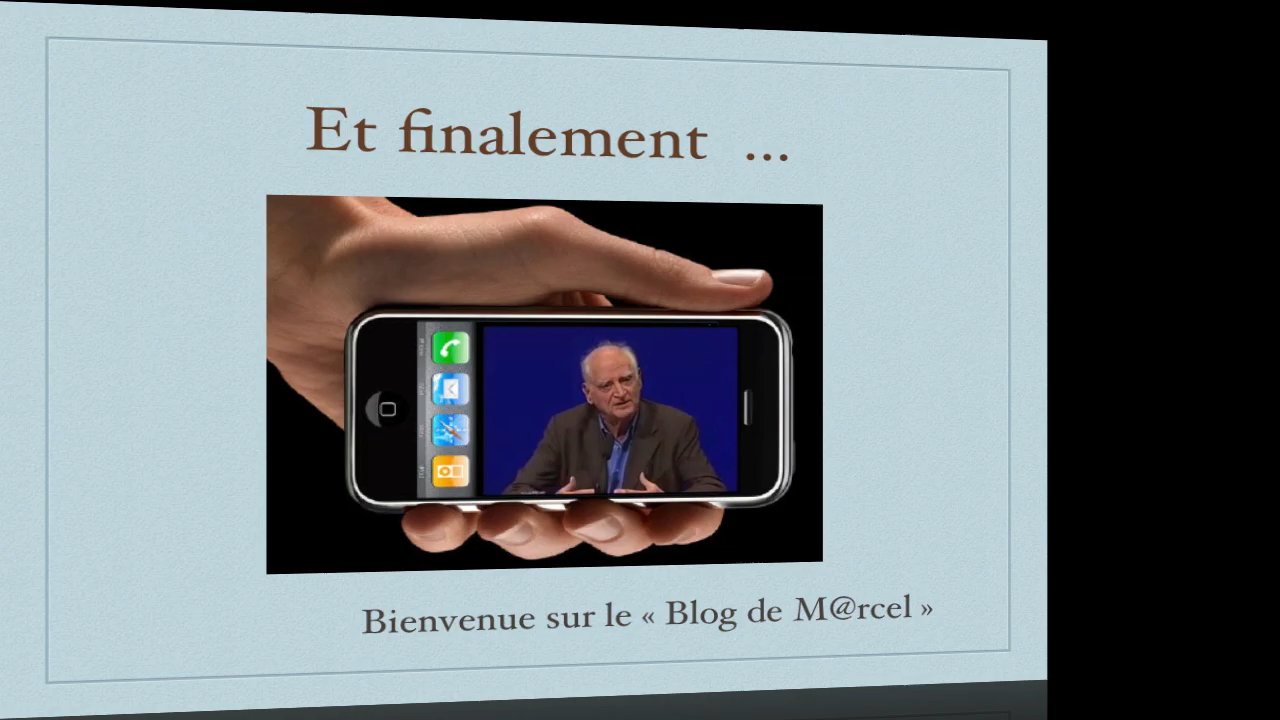 Et finalement ...
Bienvenue sur le « Blog de M@rcel »